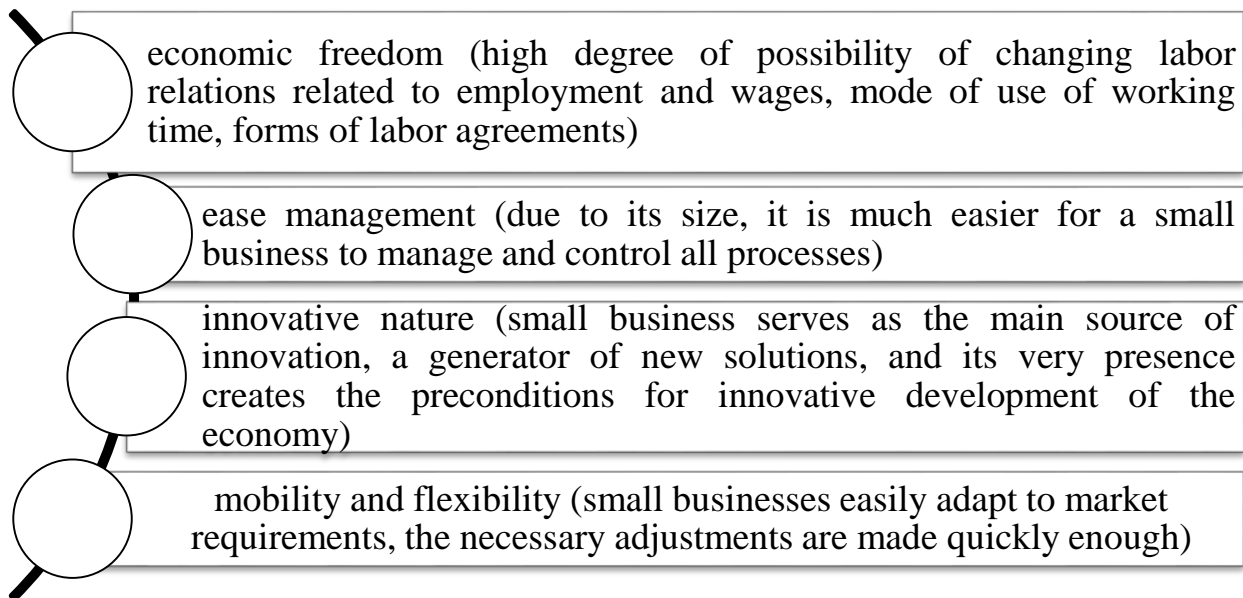 economic freedom (high degree of possibility of changing labor
relations related to employment and wages, mode of use of working
time, forms of labor agreements)
ease management (due to its size, it is much easier for a small
business to manage and control all processes)
innovative nature (small business serves as the main source of
innovation, a generator of new solutions, and its very presence
creates the preconditions for innovative development of the
economy)
mobility and flexibility (small businesses easily adapt to market
requirements, the necessary adjustments are made quickly enough)